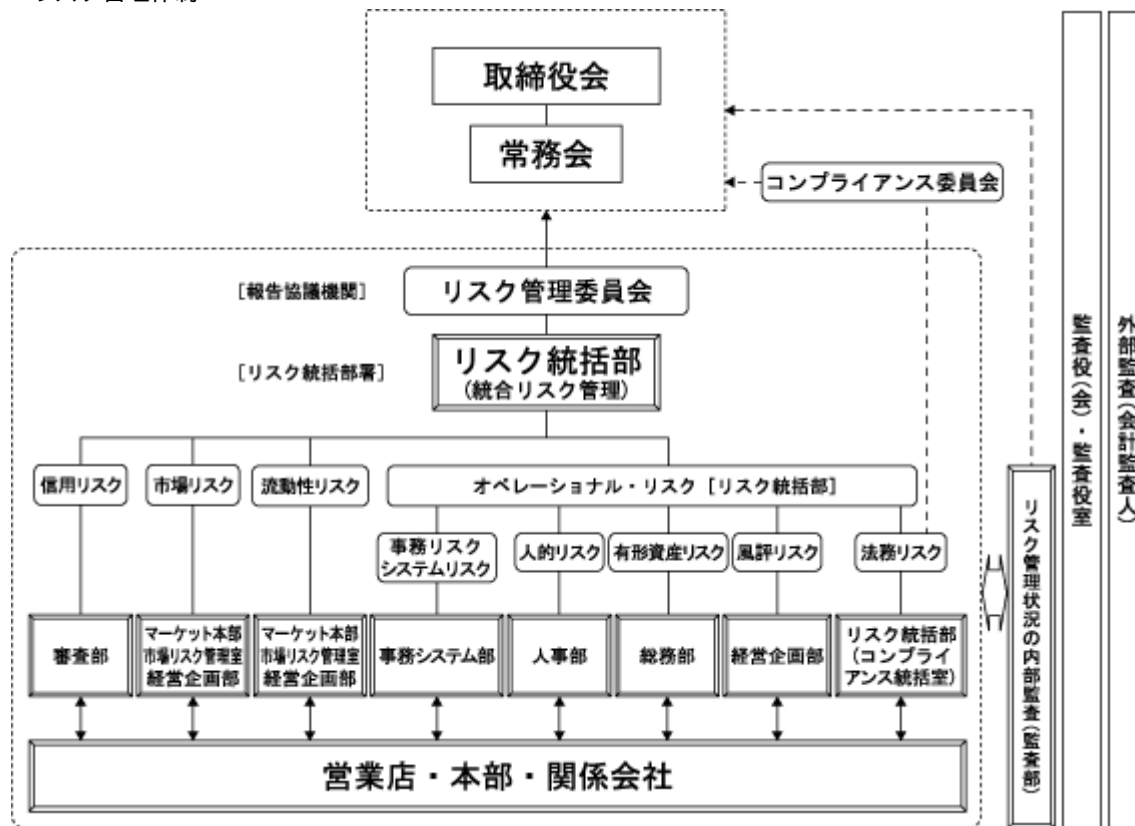 リスク管理体制
取締役会
常務会
コンプライアンス委員会
[報告協議機関]
リスク管理委員会
[リスク統括部署]
リスク統括部
(統合リスク管理)
信用リスク
市場リスク
流動性リスク
オペレーショナル・リスク [リスク統括部]
事務リスク
システムリスク
人的リスク
有形資産リスク
風評リスク
法務リスク
審査部
マーケット本部
市場リスク管理室
経営企画部
マーケット本部
市場リスク管理室
経営企画部
事務システム部
人事部
総務部
経営企画部
リスク統括部
(コンプライ
アンス統括室)
営業店・本部・関係会社
リスク管理状況の内部監査(監査部)
監査役(会)・監査役室
外部監査(会計監査人)